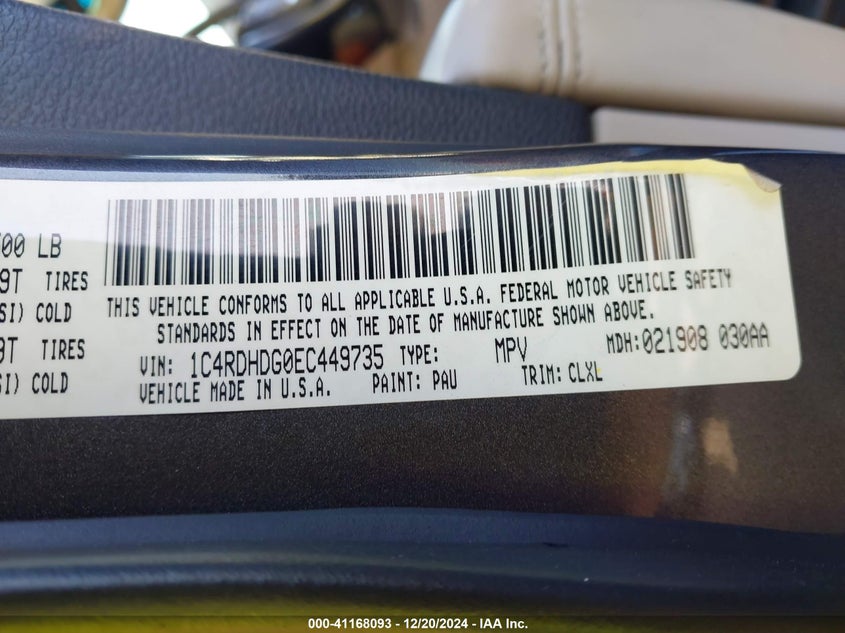 700 LB
9T TIRES
SI) COLD
9T TIRES
SI) COLD
THIS VEHICLE CONFORMS TO ALL APPLICABLE U.S.A. FEDERAL MOTOR VEHICLE SAFETY
STANDARDS IN EFFECT ON THE DATE OF MANUFACTURE SHOWN ABOVE.
VIN: 1C4RDHDG0EC449735 TYPE: MPV MDH:021908 030AA
VEHICLE MADE IN U.S.A. PAINT: PAU TRIM: CLXL
000-41168093 - 12/20/2024 - IAA Inc.